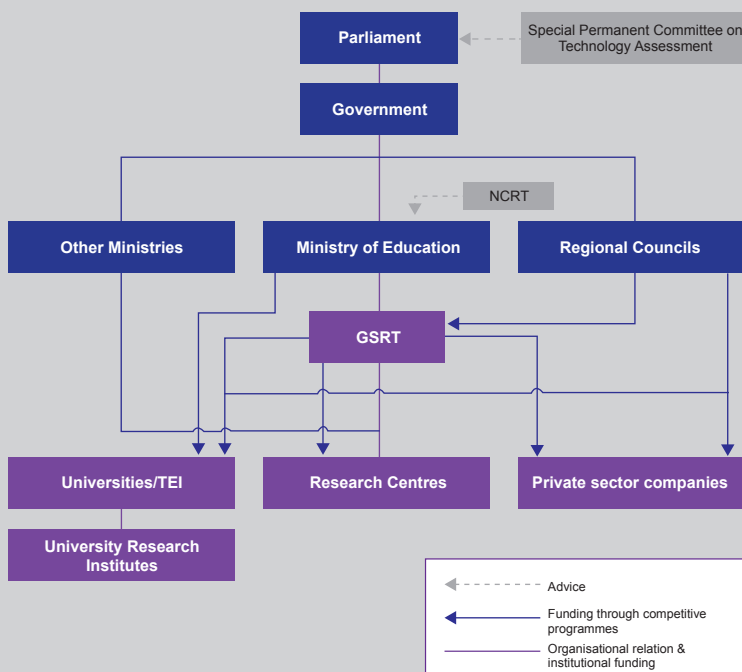 Parliament
Special Permanent Committee on
Technology Assessment
Government
NCRT
Other Ministries
Ministry of Education
Regional Councils
GSRT
Universities/TEI
Research Centres
Private sector companies
University Research
Institutes
Advice
Funding through competitive
programmes
Organisational relation &
institutional funding